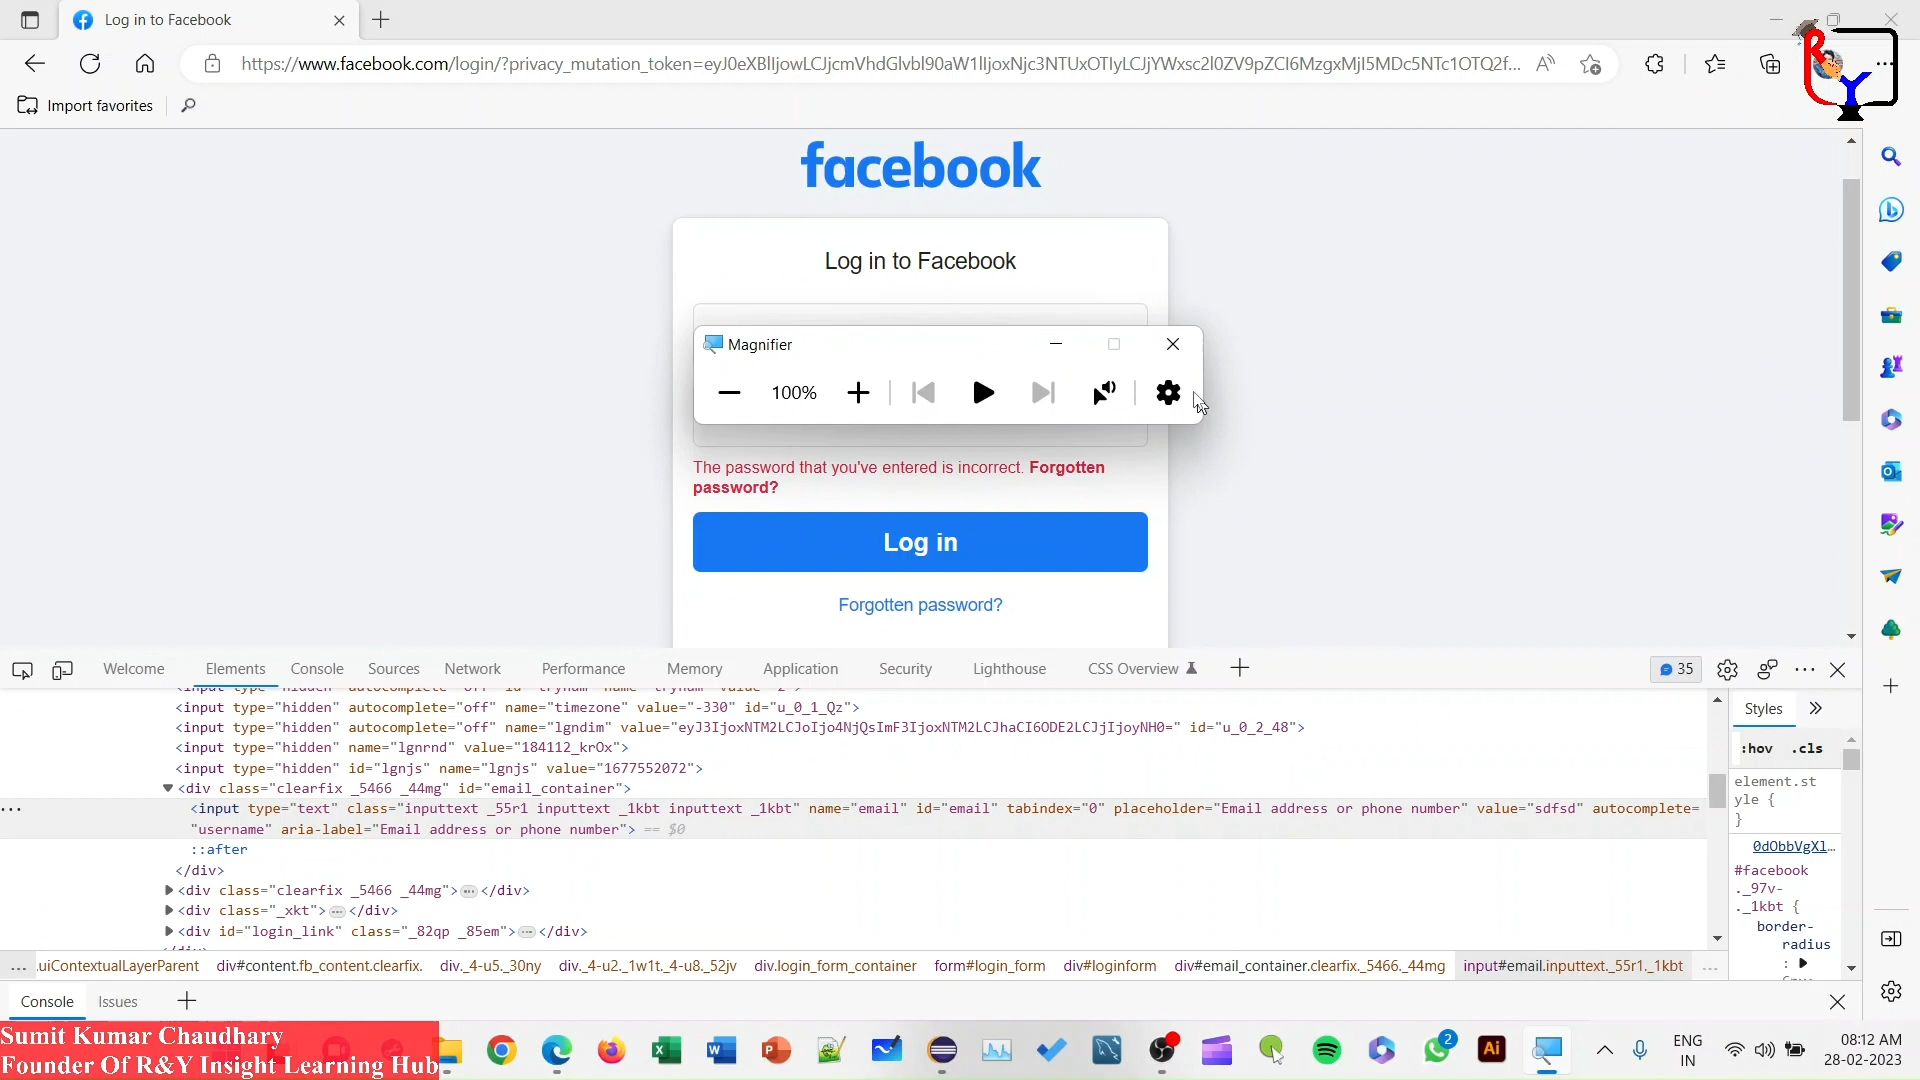 Log in to Facebook
https://www.facebook.com/login/?privacy_mutation_token=eyJ0eXBlIjowLCJjcmVhdGlvbl90aW1lIjoxNjc3NTUxOTIyLCJjYWxsc2l0ZV9pZCI6MzgxMjI5MDc5NTc1OTQ2f...
Import favorites
R
Y
facebook
Log in to Facebook
Magnifier
100%
The password that you've entered is incorrect. Forgotten
password?
Log in
Forgotten password?
Welcome Elements Console Sources Network Performance Memory Application Security Lighthouse CSS Overview 35
<input type="hidden" autocomplete="off" name="timezone" value="-330" id="u_0_1_Qz">
<input type="hidden" autocomplete="off" name="lgndim" value="eyJ3IjoxNTM2LCJoIjo4NjQsImF3IjoxNTM2LCJhaCI6ODE2LCJjIjoyNH0=" id="u_0_2_48">
<input type="hidden" name="lgnrnd" value="184112_krOx">
<input type="hidden" id="lgnjs" name="lgnjs" value="1677552072">
<div class="clearfix _5466 _44mg" id="email_container">
<input type="text" class="inputtext _55r1 inputtext _1kbt inputtext _1kbt" name="email" id="email" tabindex="0" placeholder="Email address or phone number" value="sdfsd" autocomplete=
"username" aria-label="Email address or phone number"> == $0
::after
</div>
<div class="clearfix _5466 _44mg"> ... </div>
<div class="_xkt"> ... </div>
<div id="login_link" class="_82qp _85em"> ... </div>
Styles
:hov .cls
element.st
yle {
}
0dObbVgXl…
#facebook
._97v-
._1kbt {
border-
radius
:
... .uiContextualLayerParent div#content.fb_content.clearfix. div._4-u5._30ny div._4-u2._1w1t._4-u8._52jv div.login_form_container form#login_form div#loginform div#email_container.clearfix._5466._44mg input#email.inputtext._55r1._1kbt ...
Console Issues
Sumit Kumar Chaudhary
Founder Of R&Y Insight Learning Hub
2
Ai
ENG
IN
08:12 AM
28-02-2023